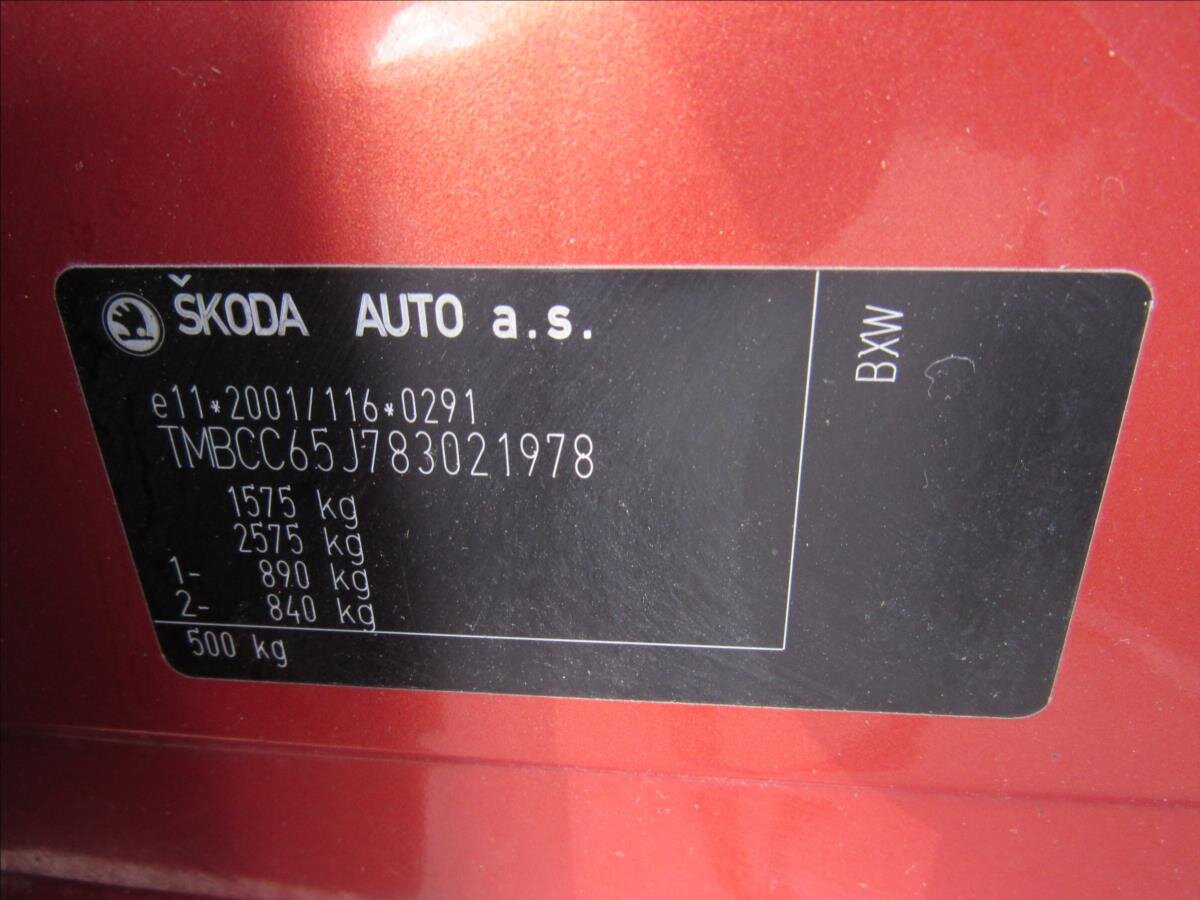 ŠKODA AUTO a.s.
e11*2001/116*0291
TMBCC65J783021978
1575 kg
2575 kg
1- 890 kg
2- 840 kg
500 kg
BXW